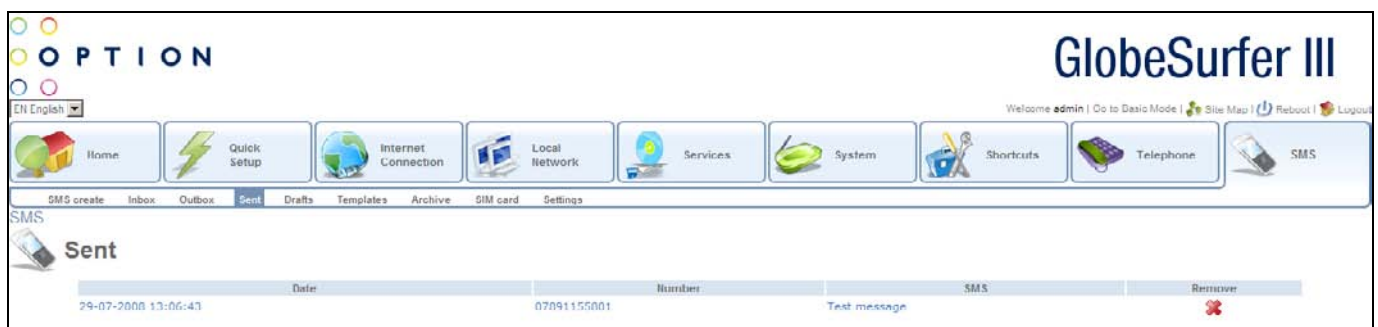 OPTION
GlobeSurfer III
EN English
Welcome admin | Go to Basic Mode | Site Map | Reboot | Logout
Home
Quick Setup
Internet Connection
Local Network
Services
System
Shortcuts
Telephone
SMS
SMS create Inbox Outbox Sent Drafts Templates Archive SIM card Settings
SMS
Sent
Date Number SMS Remove
29-07-2008 13:06:43 07091155001 Test message